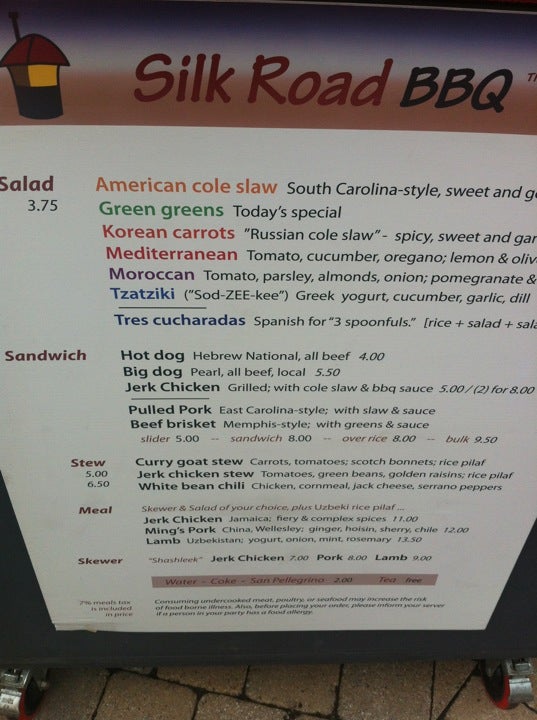 Silk Road BBQ
Salad American cole slaw South Carolina-style, sweet and
3.75 Green greens Today's special
Korean carrots "Russian cole slaw" - spicy, sweet and
Mediterranean Tomato, cucumber, oregano; lemon &
Moroccan Tomato, parsley, almonds, onion; pomegranate &
Tzatziki ("Sod-ZEE-kee") Greek yogurt, cucumber, garlic, dill
Tres cucharadas Spanish for "3 spoonfuls." [rice + salad +
Sandwich Hot dog Hebrew National, all beef 4.00
Big dog Pearl, all beef, local 5.50
Jerk Chicken Grilled; with cole slaw & bbq sauce 5.00 / (2) for 8.00
Pulled Pork East Carolina-style; with slaw & sauce
Beef brisket Memphis-style; with greens & sauce
slider 5.00 -- sandwich 8.00 -- over rice 8.00 -- bulk 9.50
Stew Curry goat stew Carrots, tomatoes; scotch bonnets; rice pilaf
5.00 Jerk chicken stew Tomatoes, green beans, golden raisins; rice pilaf
6.50 White bean chili Chicken, cornmeal, jack cheese, serrano peppers
Meal Skewer & Salad of your choice, plus Uzbeki rice pilaf ...
Jerk Chicken Jamaica; fiery & complex spices 11.00
Ming's Pork China, Wellesley; ginger, hoisin, sherry, chile 12.00
Lamb Uzbekistan; yogurt, onion, mint, rosemary 13.50
Skewer "Shashleek" Jerk Chicken 7.00 Pork 8.00 Lamb 9.00
Water - Coke - San Pellegrino 2.00 Tea free
7% meals tax
is included
in price
Consuming undercooked meat, poultry, or seafood may increase the risk
of food borne illness. Also, before placing your order, please inform your server
if a person in your party has a food allergy.